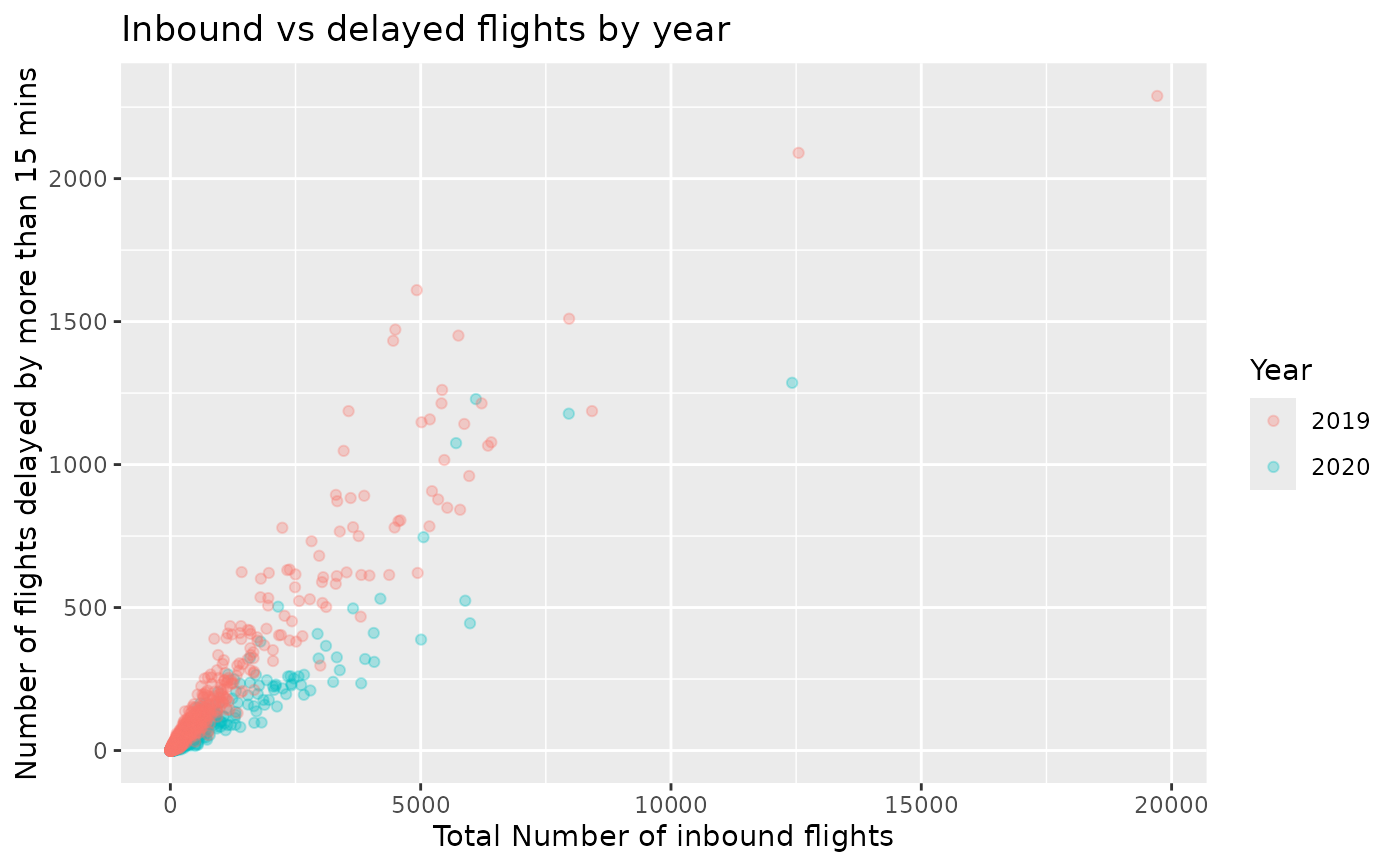 Inbound vs delayed flights by year
Number of flights delayed by more than 15 mins
2000
1500
1000
500
0
0 5000 10000 15000 20000
Total Number of inbound flights
Year
2019
2020